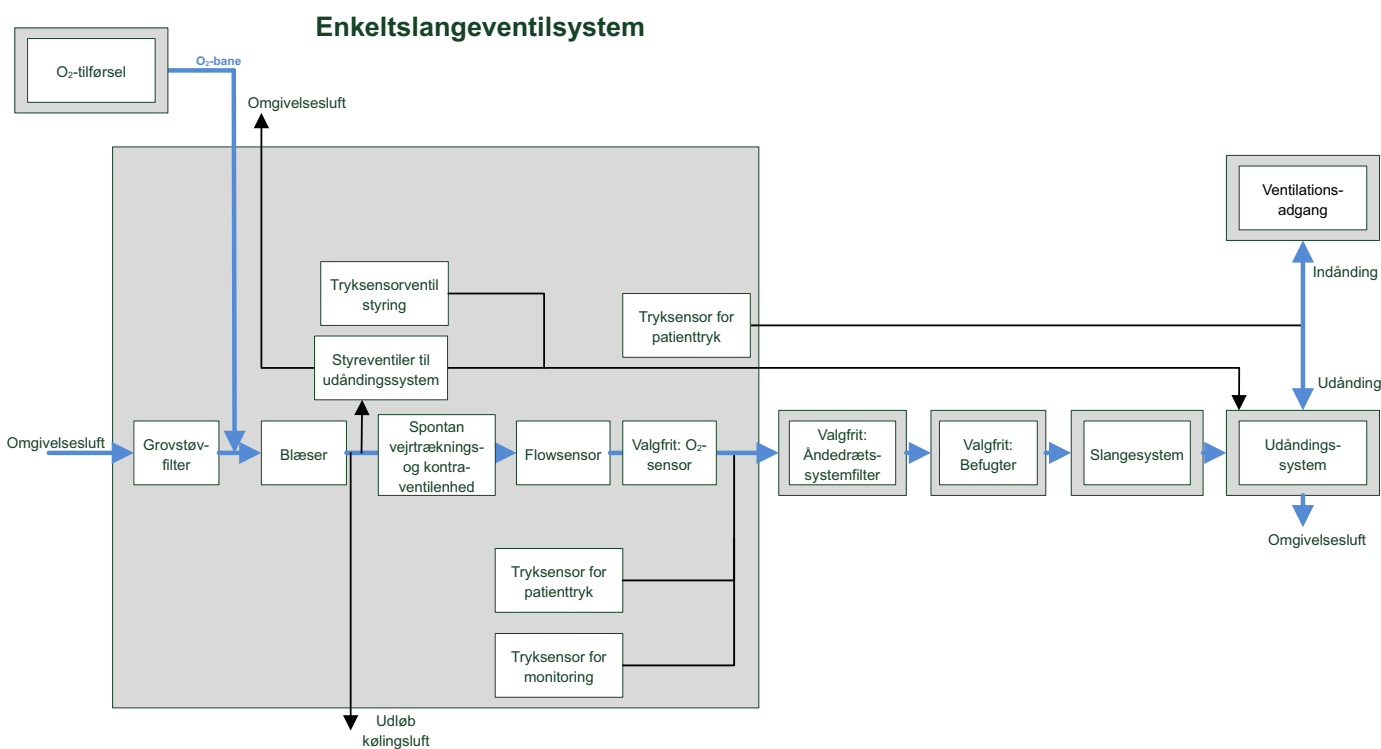 Enkeltslangeventilsystem
O₂-tilførsel
O₂-bane
Omgivelsesluft
Ventilations-
adgang
Indånding
Tryksensorventil
styring
Tryksensor for
patienttryk
Styreventiler til
udåndingssystem
Udånding
Omgivelsesluft
Grovstøv-
filter
Blæser
Spontan
vejrtræknings-
og kontra-
ventilenhed
Flowsensor
Valgfrit: O₂-
sensor
Valgfrit:
Åndedræts-
systemfilter
Valgfrit:
Befugter
Slangesystem
Udåndings-
system
Omgivelsesluft
Tryksensor for
patienttryk
Tryksensor for
monitoring
Udløb
kølingsluft